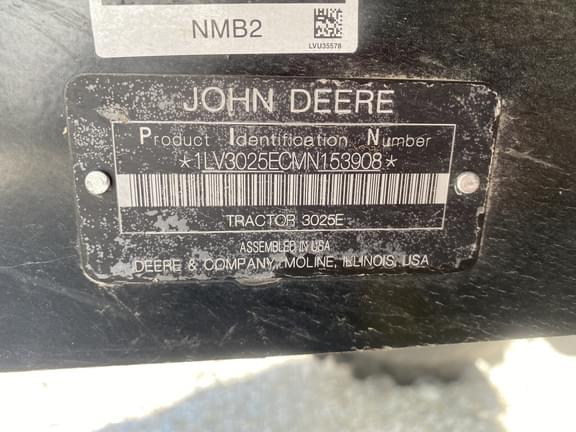 NMB2
LVU35578
JOHN DEERE
Product Identification Number
*1LV3025ECMN153908*
TRACTOR 3025E
ASSEMBLED IN USA
DEERE & COMPANY, MOLINE, ILLINOIS, USA